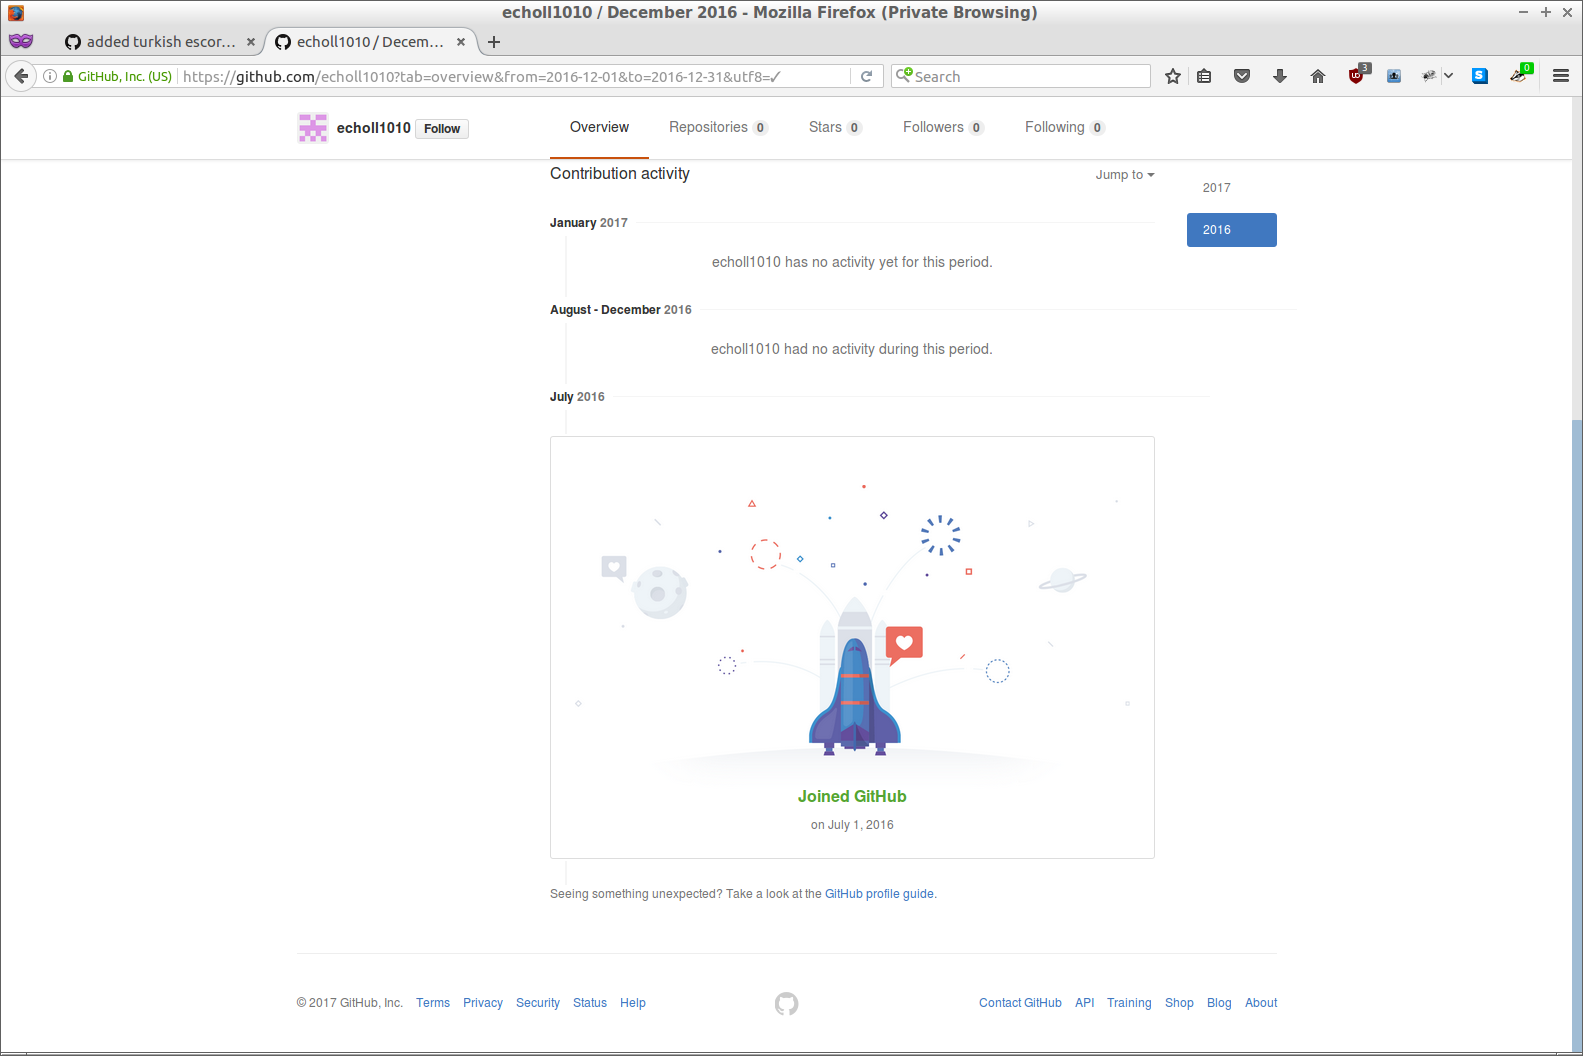 echoll1010 / December 2016 - Mozilla Firefox (Private Browsing)
added turkish escor...
echoll1010 / Decem...
GitHub, Inc. (US)
https://github.com/echoll1010?tab=overview&from=2016-12-01&to=2016-12-31&utf8=✓
Search
3
0
echoll1010 Follow
Overview Repositories 0 Stars 0 Followers 0 Following 0
Contribution activity
Jump to
2017
2016
January 2017
echoll1010 has no activity yet for this period.
August - December 2016
echoll1010 had no activity during this period.
July 2016
Joined GitHub
on July 1, 2016
Seeing something unexpected? Take a look at the GitHub profile guide.
© 2017 GitHub, Inc. Terms Privacy Security Status Help
Contact GitHub API Training Shop Blog About